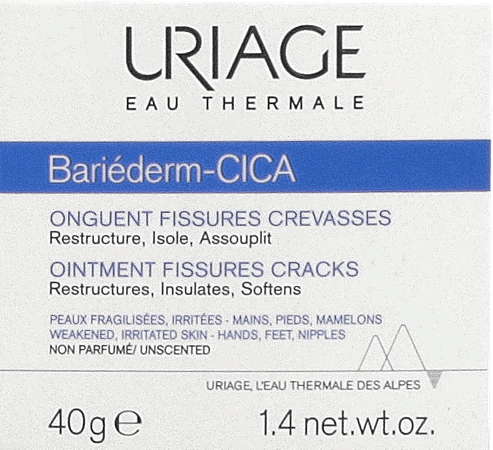 URIAGE
EAU THERMALE
Bariéderm-CICA
ONGUENT FISSURES CREVASSES
Restructure, Isole, Assouplit
OINTMENT FISSURES CRACKS
Restructures, Insulates, Softens
PEAUX FRAGILISÉES, IRRITÉES - MAINS, PIEDS, MAMELONS
WEAKENED, IRRITATED SKIN - HANDS, FEET, NIPPLES
NON PARFUMÉ/ UNSCENTED
URIAGE, L'EAU THERMALE DES ALPES
40g e 1.4 net.wt.oz.